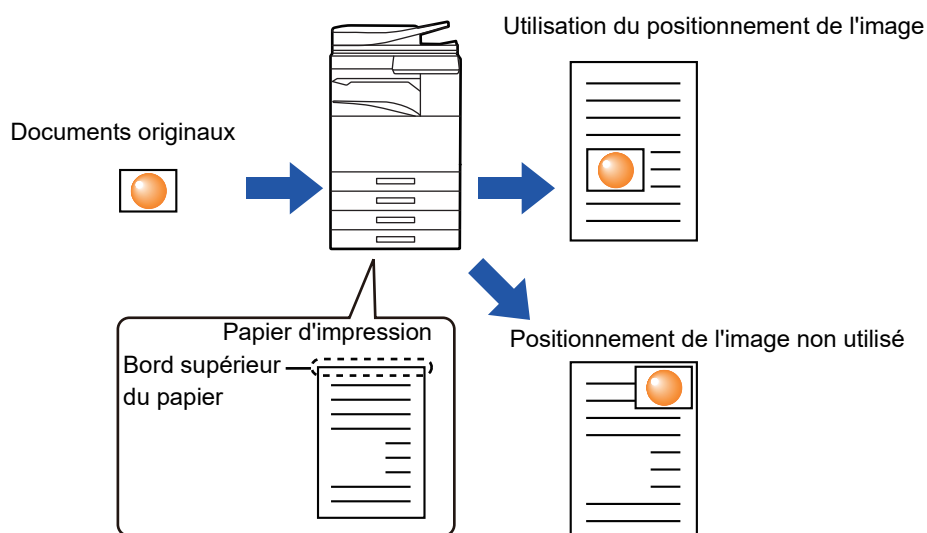 Utilisation du positionnement de l'image
Documents originaux
Papier d'impression
Bord supérieur
du papier
Positionnement de l'image non utilisé